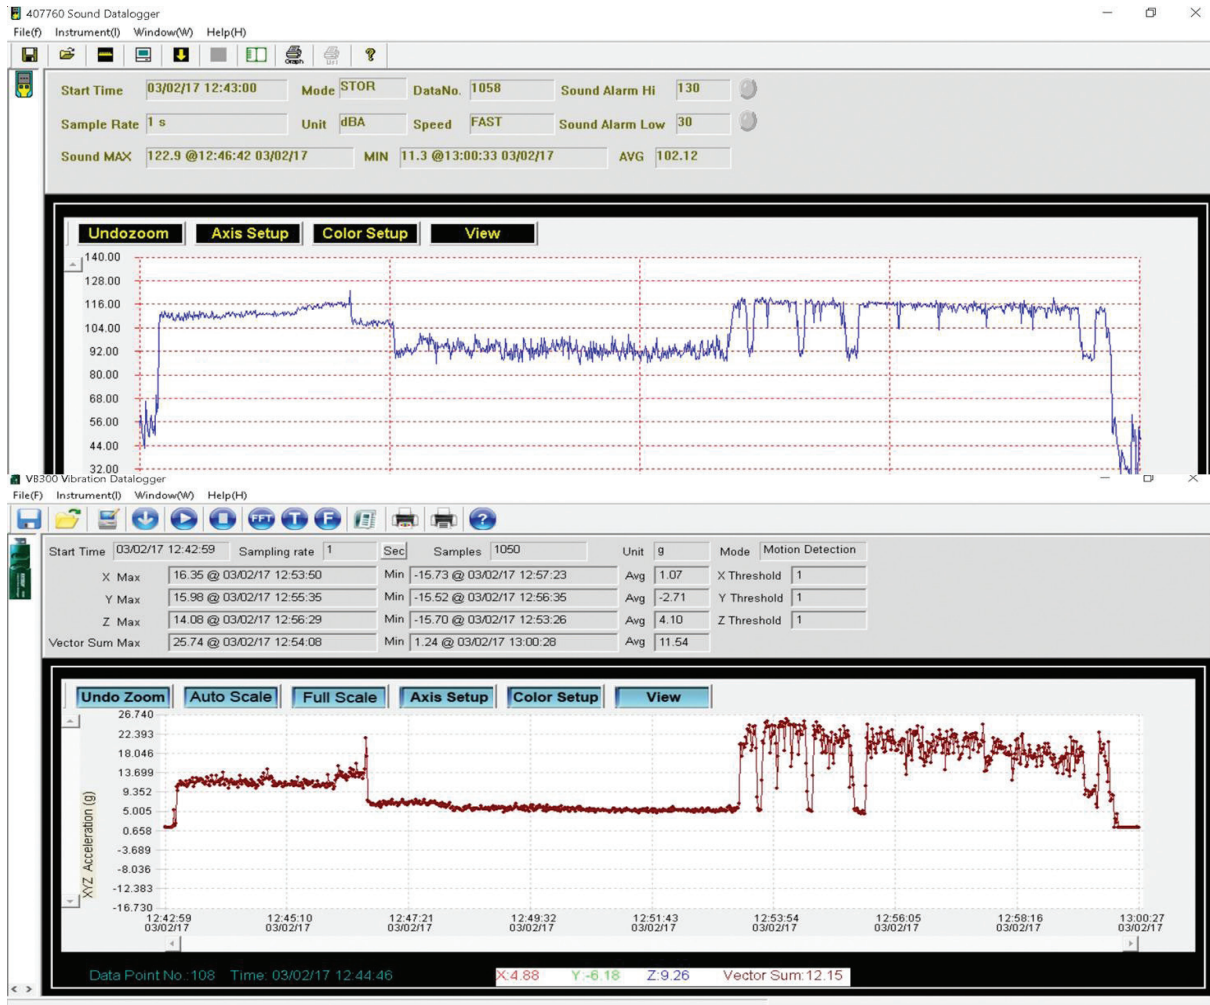 407760 Sound Datalogger
File(f) Instrument(I) Window(W) Help(H)
Graph
Start Time 03/02/17 12:43:00 Mode STOR DataNo. 1058 Sound Alarm Hi 130
Sample Rate 1 s Unit dBA Speed FAST Sound Alarm Low 30
Sound MAX 122.9 @12:46:42 03/02/17 MIN 11.3 @13:00:33 03/02/17 AVG 102.12
Undozoom Axis Setup Color Setup View
140.00
128.00
116.00
104.00
92.00
80.00
68.00
56.00
44.00
32.00
VB300 Vibration Datalogger
File(F) Instrument(I) Window(W) Help(H)
FFT T F ?
Start Time 03/02/17 12:42:59 Sampling rate 1 Sec Samples 1050 Unit g Mode Motion Detection
X Max 16.35 @ 03/02/17 12:53:50 Min -15.73 @ 03/02/17 12:57:23 Avg 1.07 X Threshold 1
Y Max 15.98 @ 03/02/17 12:55:35 Min -15.52 @ 03/02/17 12:56:35 Avg -2.71 Y Threshold 1
Z Max 14.08 @ 03/02/17 12:56:29 Min -15.70 @ 03/02/17 12:53:26 Avg 4.10 Z Threshold 1
Vector Sum Max 25.74 @ 03/02/17 12:54:08 Min 1.24 @ 03/02/17 13:00:28 Avg 11.54
Undo Zoom Auto Scale Full Scale Axis Setup Color Setup View
XYZ Acceleration (g)
26.740
22.393
18.046
13.699
9.352
5.005
0.658
-3.689
-8.036
-12.383
-16.730
12:42:59 12:45:10 12:47:21 12:49:32 12:51:43 12:53:54 12:56:05 12:58:16 13:00:27
03/02/17 03/02/17 03/02/17 03/02/17 03/02/17 03/02/17 03/02/17 03/02/17 03/02/17
Data Point No.:108 Time: 03/02/17 12:44:46 X:4.88 Y:-6.18 Z:9.26 Vector Sum:12.15